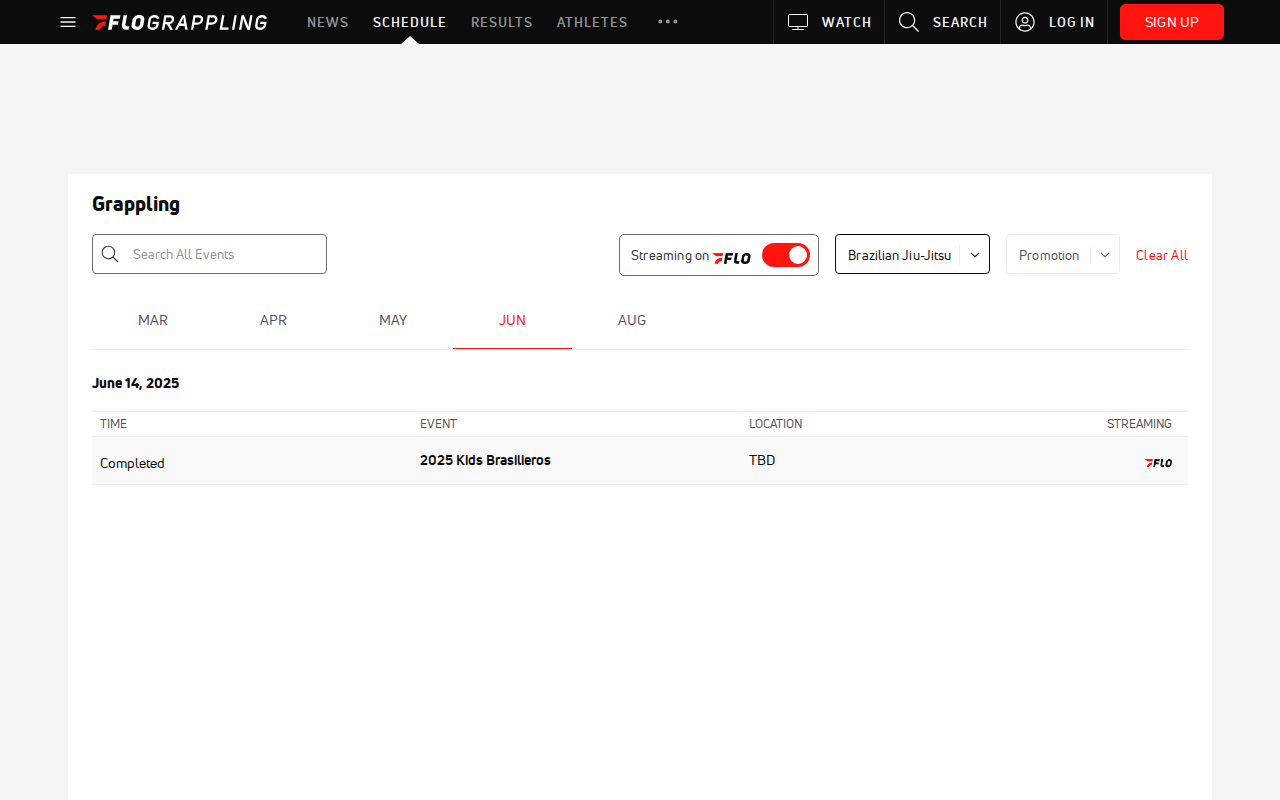 FLOGRAPPLING NEWS SCHEDULE RESULTS ATHLETES ••• WATCH SEARCH LOG IN SIGN UP
Grappling
Search All Events Streaming on FLO Brazilian Jiu-Jitsu Promotion Clear All
MAR APR MAY JUN AUG
June 14, 2025
TIME EVENT LOCATION STREAMING
Completed 2025 Kids Brasilieros TBD FLO